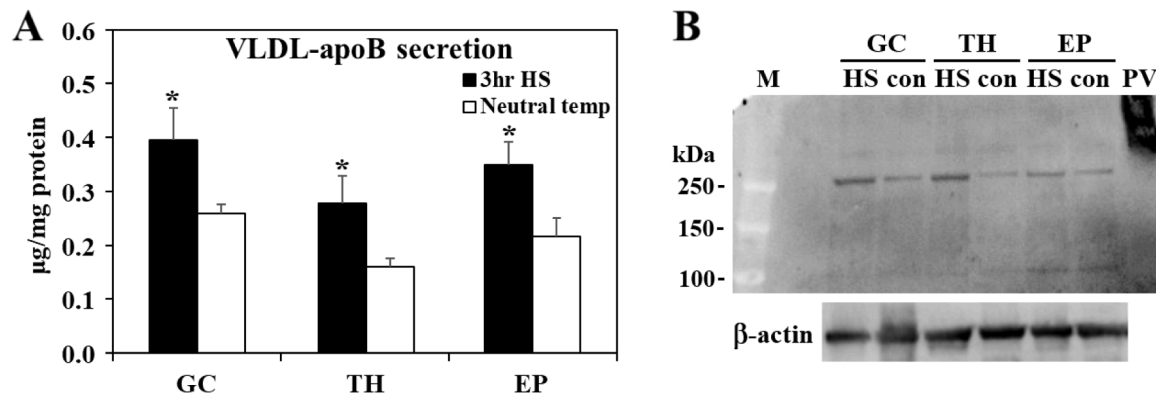 A
VLDL-apoB secretion
3hr HS
Neutral temp
µg/mg protein
0.6
0.5
0.4
0.3
0.2
0.1
0.0
*
*
*
GC TH EP
B
GC TH EP
M HS con HS con HS con PV
kDa
250-
150-
100-
β-actin